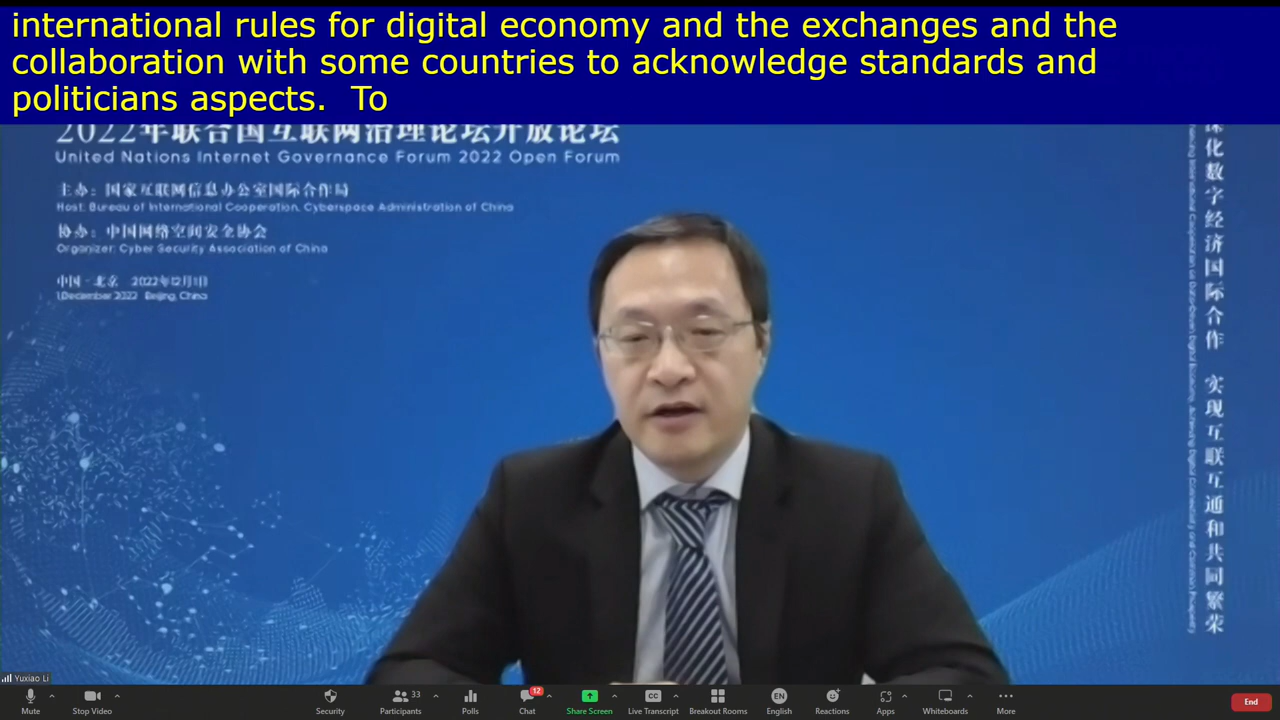 international rules for digital economy and the exchanges and the
collaboration with some countries to acknowledge standards and
politicians aspects.  To
2022年联合国互联网治理论坛开放论坛
United Nations Internet Governance Forum 2022 Open Forum
主办：国家互联网信息办公室国际合作局
Host: Bureau of International Cooperation, Cyberspace Administration of China
协办：中国网络空间安全协会
Organizer: Cyber Security Association of China
中国·北京 2022年12月1日
1 December 2022 Beijing, China
深化数字经济国际合作 实现互联互通和共同繁荣
Yuxiao Li
Mute
Stop Video
Security
33
Participants
Polls
12
Chat
Share Screen
CC
Live Transcript
Breakout Rooms
EN
English
Reactions
Apps
Whiteboards
More
End